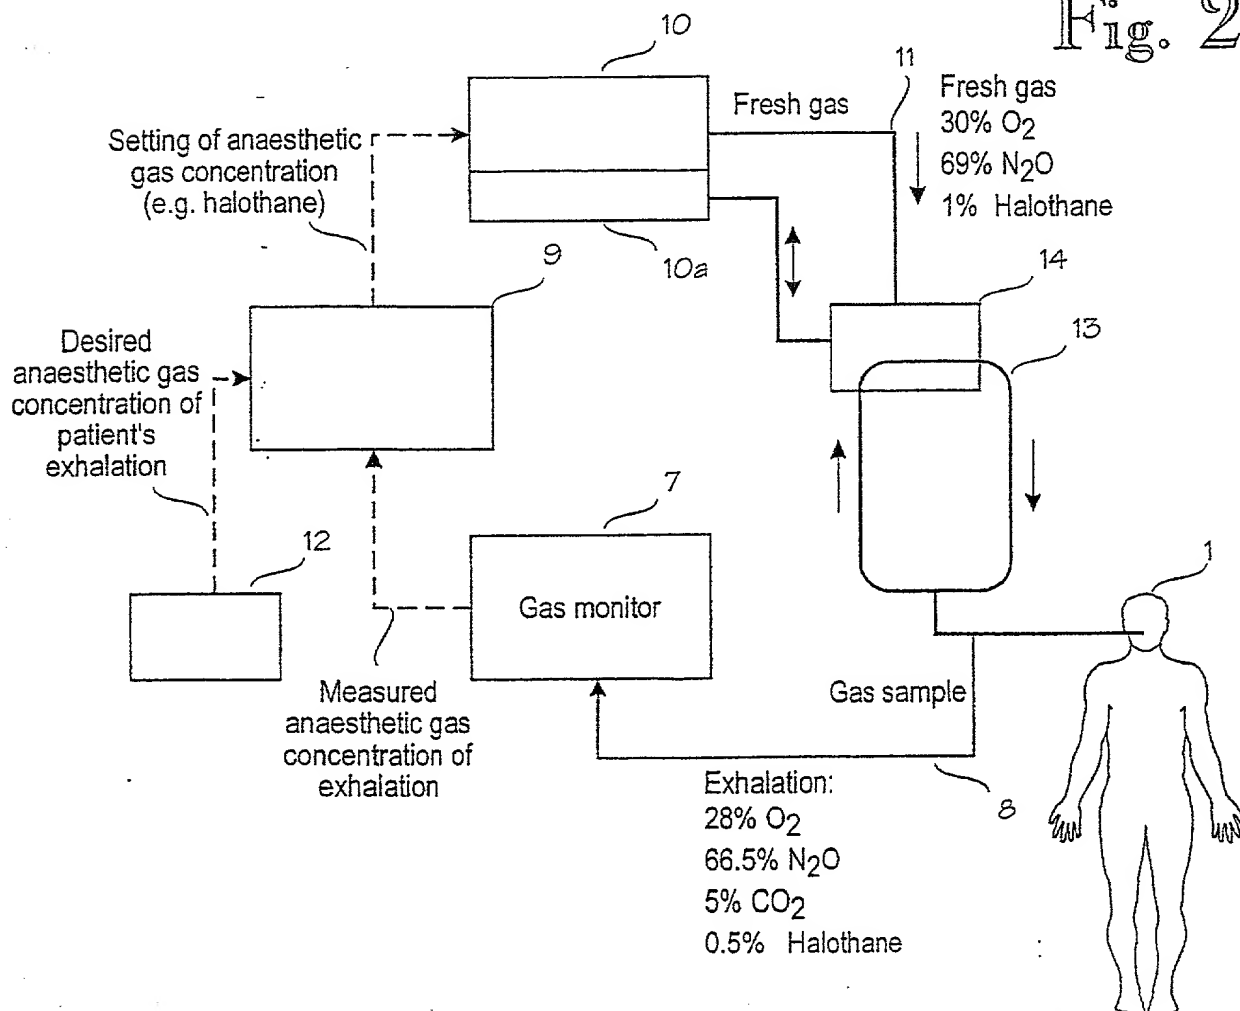 Fig. 2
10
11
Fresh gas
Fresh gas
30% O2
69% N2O
1% Halothane
Setting of anaesthetic
gas concentration
(e.g. halothane)
10a
9
14
13
Desired
anaesthetic gas
concentration of
patient's
exhalation
7
12
1
Gas monitor
Measured
anaesthetic gas
concentration of
exhalation
Gas sample
8
Exhalation:
28% O2
66.5% N2O
5% CO2
0.5% Halothane